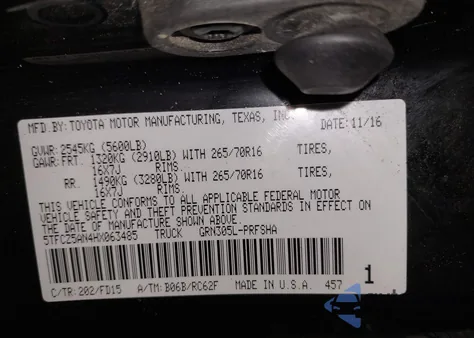 MFD.BY: TOYOTA MOTOR MANUFACTURING, TEXAS, INC DATE: 11/16
GVWR: 2545KG (5600LB)
GAWR: FRT. 1320KG (2910LB) WITH 265/70R16 TIRES,
16X7J RIMS.
RR. 1490KG (3280LB) WITH 265/70R16 TIRES,
16X7J RIMS.
THIS VEHICLE CONFORMS TO ALL APPLICABLE FEDERAL MOTOR
VEHICLE SAFETY AND THEFT PREVENTION STANDARDS IN EFFECT ON
THE DATE OF MANUFACTURE SHOWN ABOVE.
5TFCZ5AN4HX063485 TRUCK GRN305L-PRFSHA
C/TR: 202/FD15 A/TM: B06B/RC62F MADE IN U.S.A. 457 1